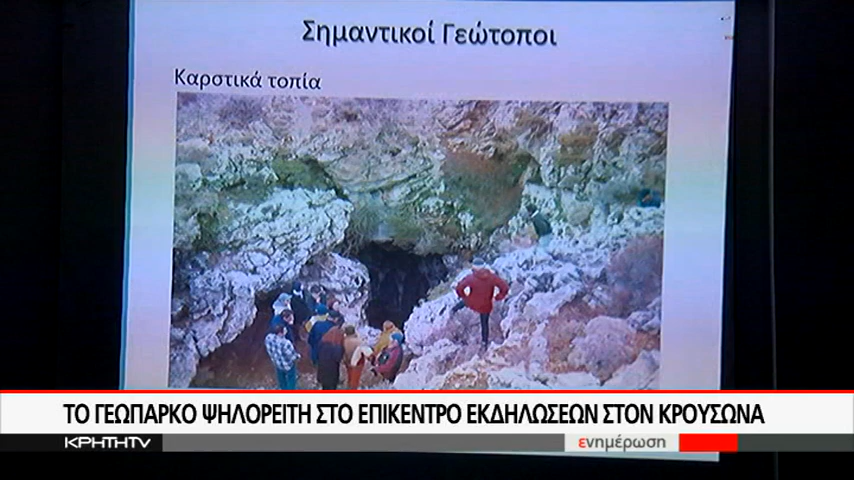 Σημαντικοί Γεώτοποι
Καρστικά τοπία
ΤΟ ΓΕΩΠΑΡΚΟ ΨΗΛΟΡΕΙΤΗ ΣΤΟ ΕΠΙΚΕΝΤΡΟ ΕΚΔΗΛΩΣΕΩΝ ΣΤΟΝ ΚΡΟΥΣΩΝΑ
ΚΡΗΤΗTV
ενημέρωση